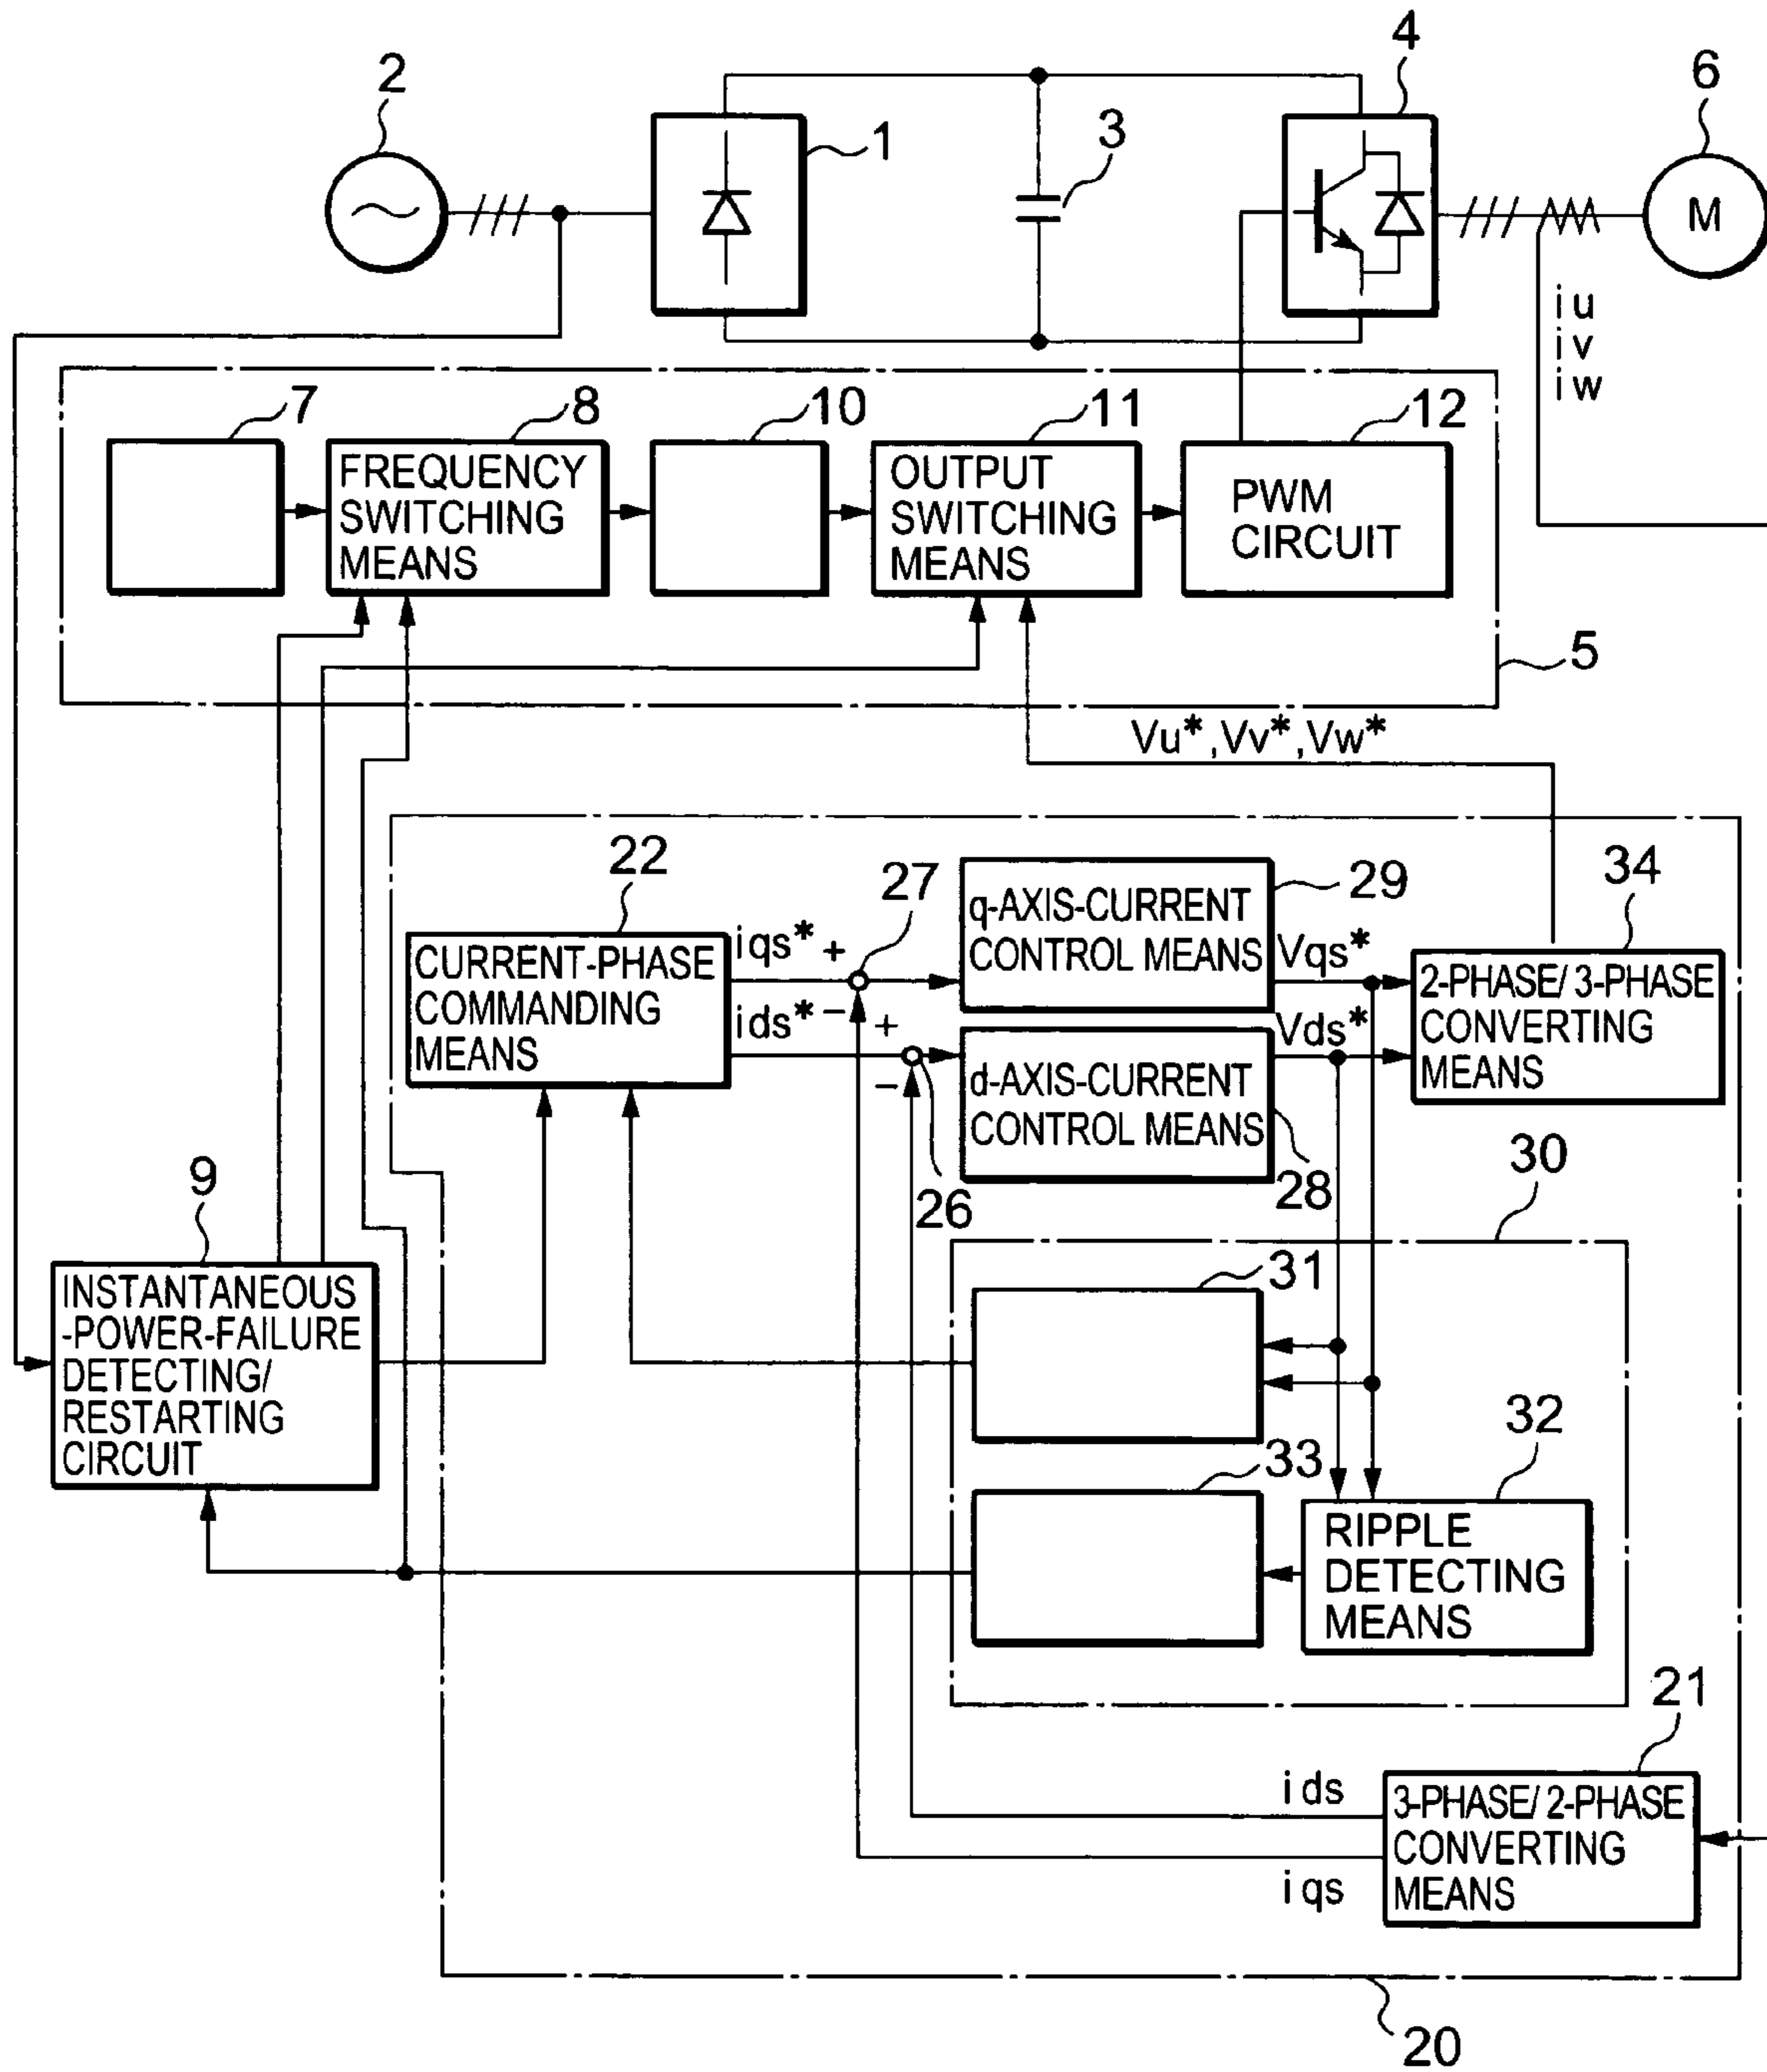 2
1
3
4
6
M
iu
iv
iw
7
8
10
11
12
FREQUENCY
SWITCHING
MEANS
OUTPUT
SWITCHING
MEANS
PWM
CIRCUIT
5
Vu*,Vv*,Vw*
22
27
29
34
CURRENT-PHASE
COMMANDING
MEANS
iqs* +
ids* − +
−
q-AXIS-CURRENT
CONTROL MEANS
Vqs*
Vds*
2-PHASE/3-PHASE
CONVERTING
MEANS
d-AXIS-CURRENT
CONTROL MEANS
26
28
30
9
INSTANTANEOUS
-POWER-FAILURE
DETECTING/
RESTARTING
CIRCUIT
31
33
32
RIPPLE
DETECTING
MEANS
21
ids
iqs
3-PHASE/2-PHASE
CONVERTING
MEANS
20